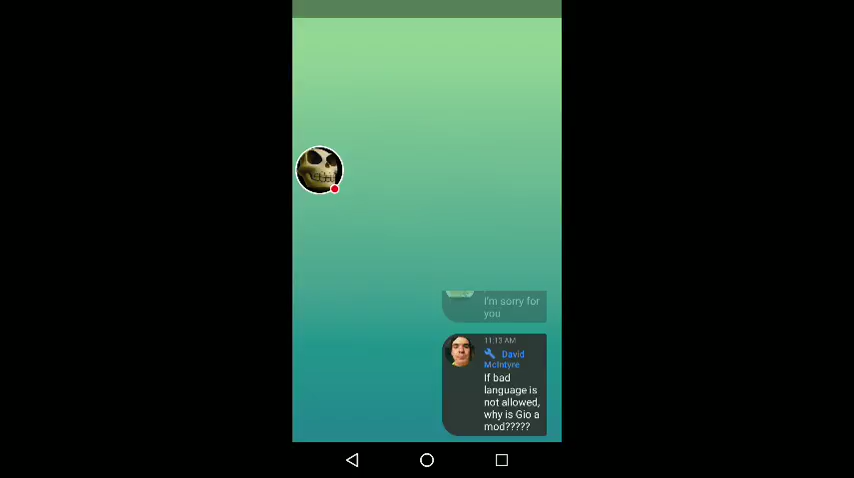 I'm sorry for
you
11:13 AM
David
McIntyre
If bad
language is
not allowed,
why is Gio a
mod?????